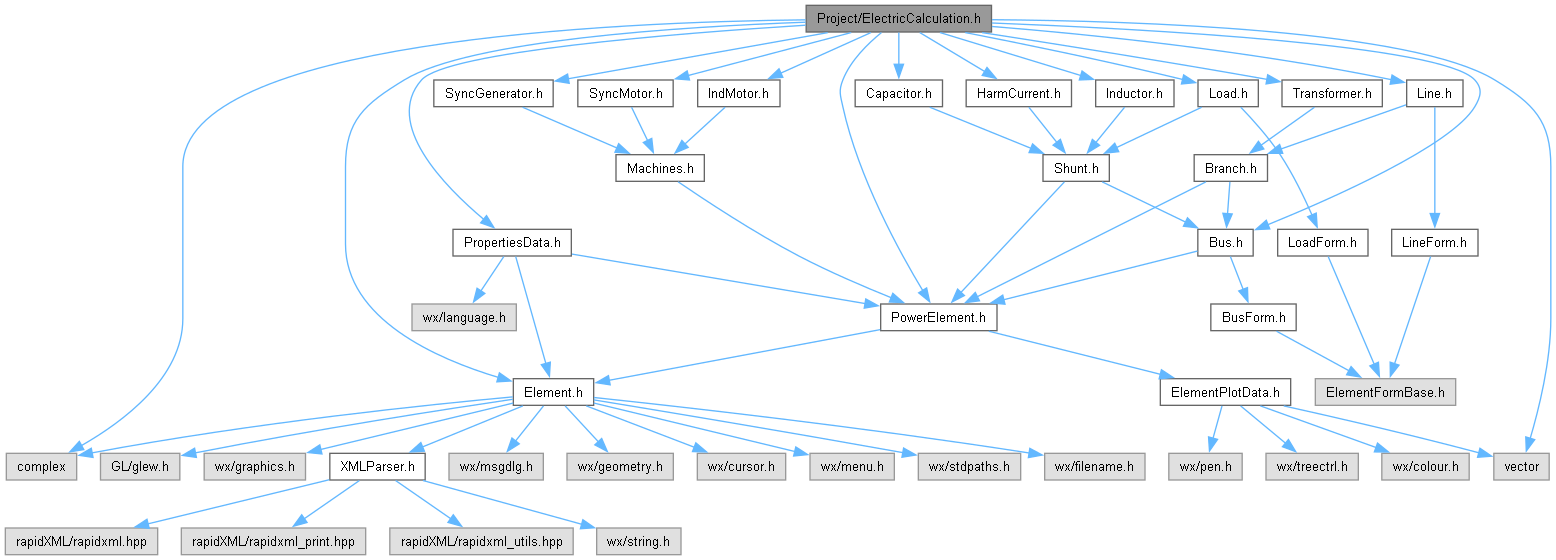 Project/ElectricCalculation.h
SyncGenerator.h
SyncMotor.h
IndMotor.h
Capacitor.h
HarmCurrent.h
Inductor.h
Load.h
Transformer.h
Line.h
Machines.h
Shunt.h
Branch.h
PropertiesData.h
Bus.h
LoadForm.h
LineForm.h
wx/language.h
PowerElement.h
BusForm.h
Element.h
ElementPlotData.h
ElementFormBase.h
complex
GL/glew.h
wx/graphics.h
XMLParser.h
wx/msgdlg.h
wx/geometry.h
wx/cursor.h
wx/menu.h
wx/stdpaths.h
wx/filename.h
wx/pen.h
wx/treectrl.h
wx/colour.h
vector
rapidXML/rapidxml.hpp
rapidXML/rapidxml_print.hpp
rapidXML/rapidxml_utils.hpp
wx/string.h